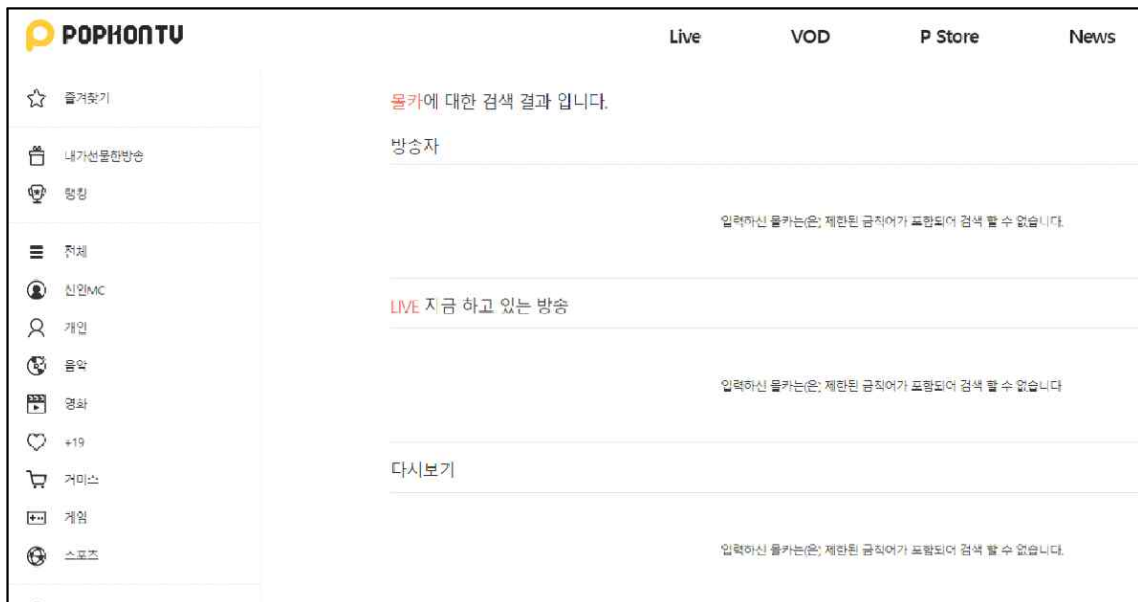 POPKONTV
Live
VOD
P Store
News
즐겨찾기
내가선물한방송
랭킹
전체
신인MC
개인
음악
영화
+19
거미스
게임
스포츠
몰카에 대한 검색 결과 입니다.
방송자
입력하신 몰카는(은) 제한된 금칙어가 포함되어 검색 할 수 없습니다.
LIVE 지금 하고 있는 방송
입력하신 몰카는(은) 제한된 금칙어가 포함되어 검색 할 수 없습니다
다시보기
입력하신 몰카는(은) 제한된 금칙어가 포함되어 검색 할 수 없습니다.